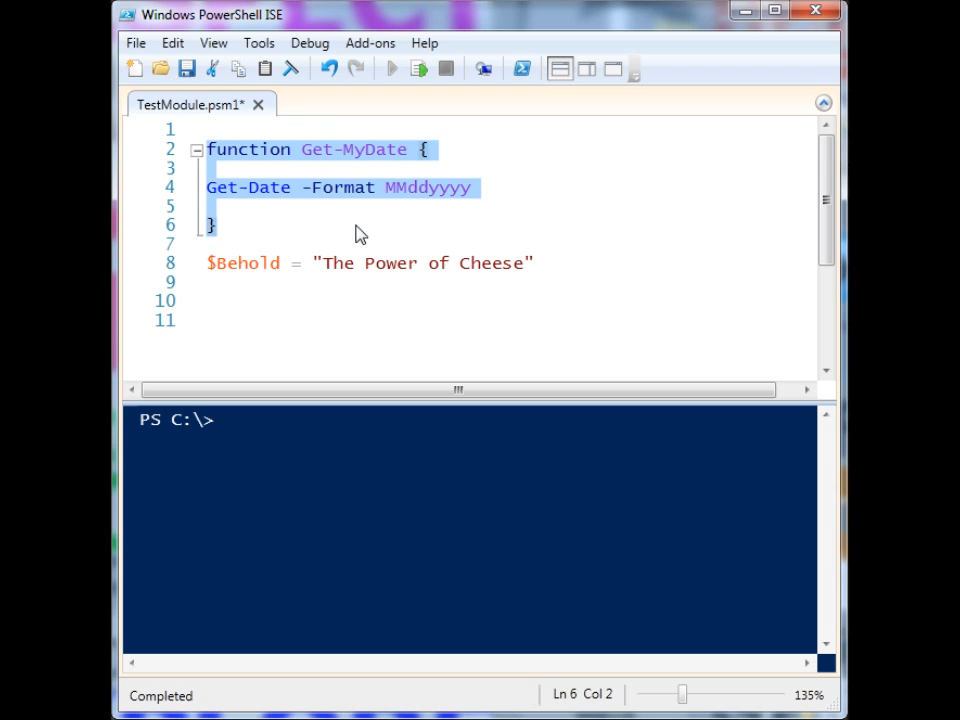 Windows PowerShell ISE
File Edit View Tools Debug Add-ons Help
TestModule.psm1*
1
2 function Get-MyDate {
3
4 Get-Date -Format MMddyyyy
5
6 }
7
8 $Behold = "The Power of Cheese"
9
10
11
PS C:\>
Completed Ln 6 Col 2 135%